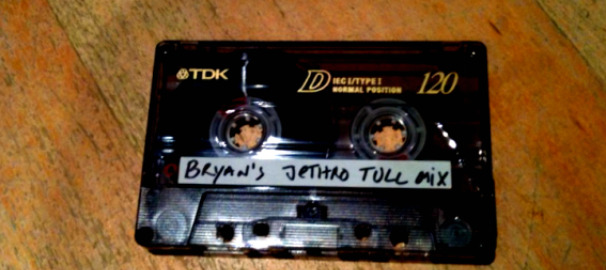 TDK D IEC I/TYPE I 120
NORMAL POSITION
BRYAN'S JETHRO TULL MIX